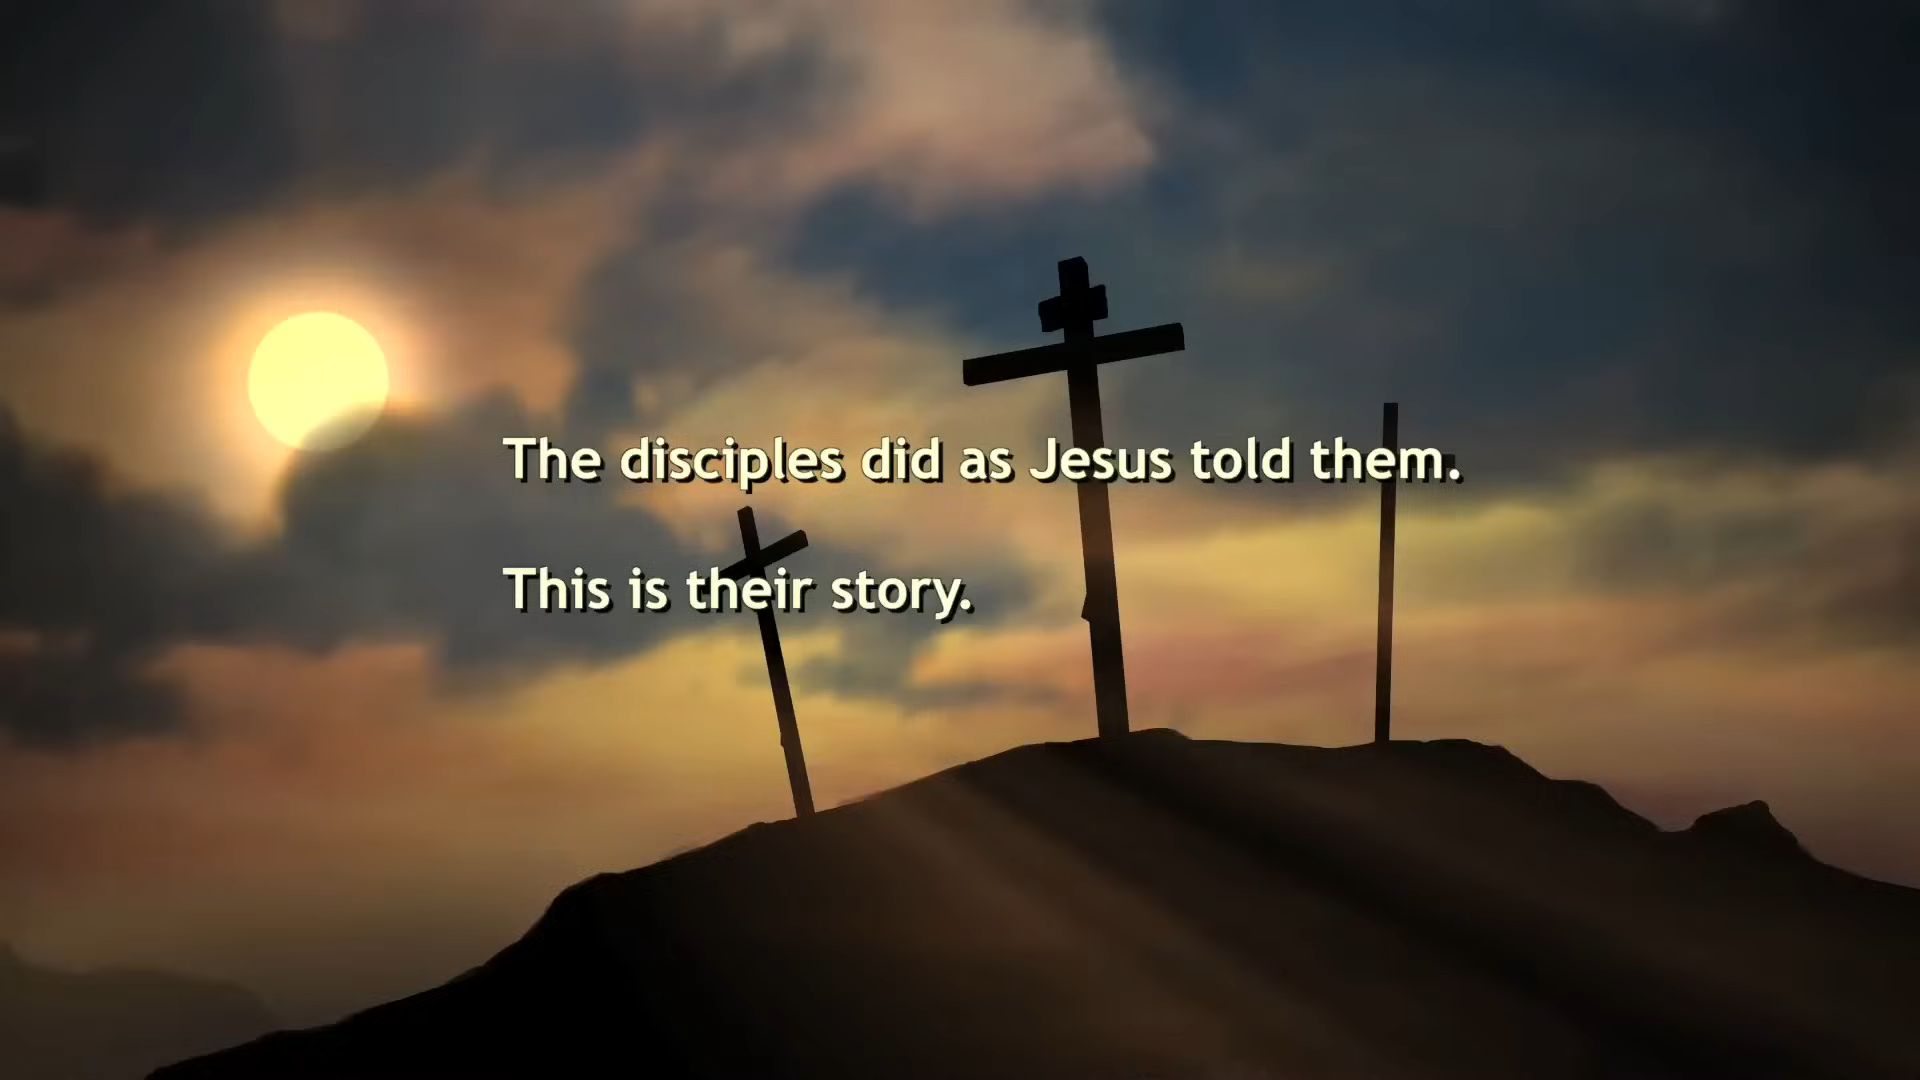 The disciples did as Jesus told them.
This is their story.